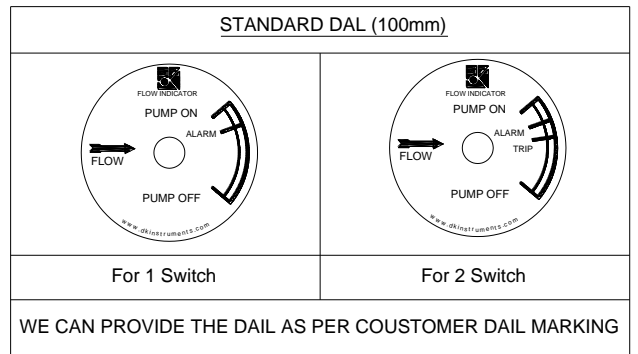 STANDARD DAL (100mm)
FLOW INDICATOR
PUMP ON
ALARM
FLOW
PUMP OFF
www.dkinstruments.com
FLOW INDICATOR
PUMP ON
ALARM
TRIP
FLOW
PUMP OFF
www.dkinstruments.com
For 1 Switch
For 2 Switch
WE CAN PROVIDE THE DAIL AS PER COUSTOMER DAIL MARKING